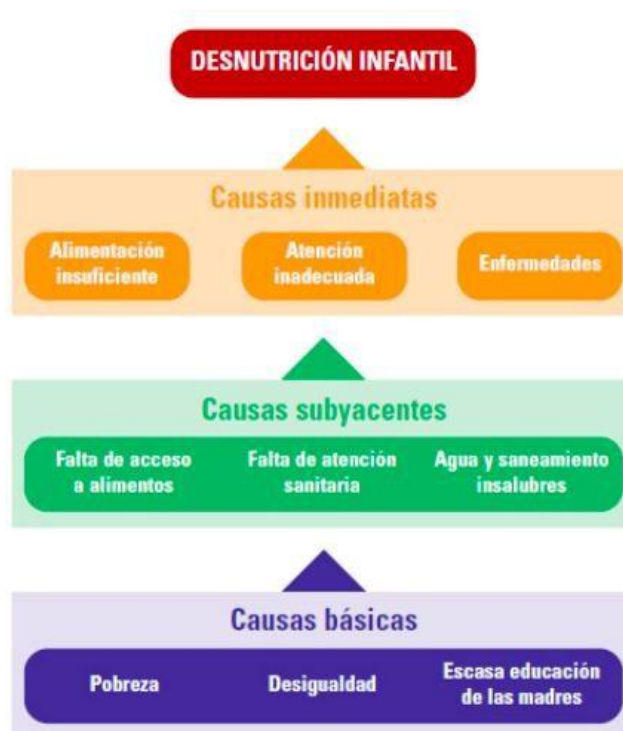 DESNUTRICIÓN INFANTIL
Causas inmediatas
Alimentación
insuficiente
Atención
inadecuada
Enfermedades
Causas subyacentes
Falta de acceso
a alimentos
Falta de atención
sanitaria
Agua y saneamiento
insalubres
Causas básicas
Pobreza
Desigualdad
Escasa educación
de las madres